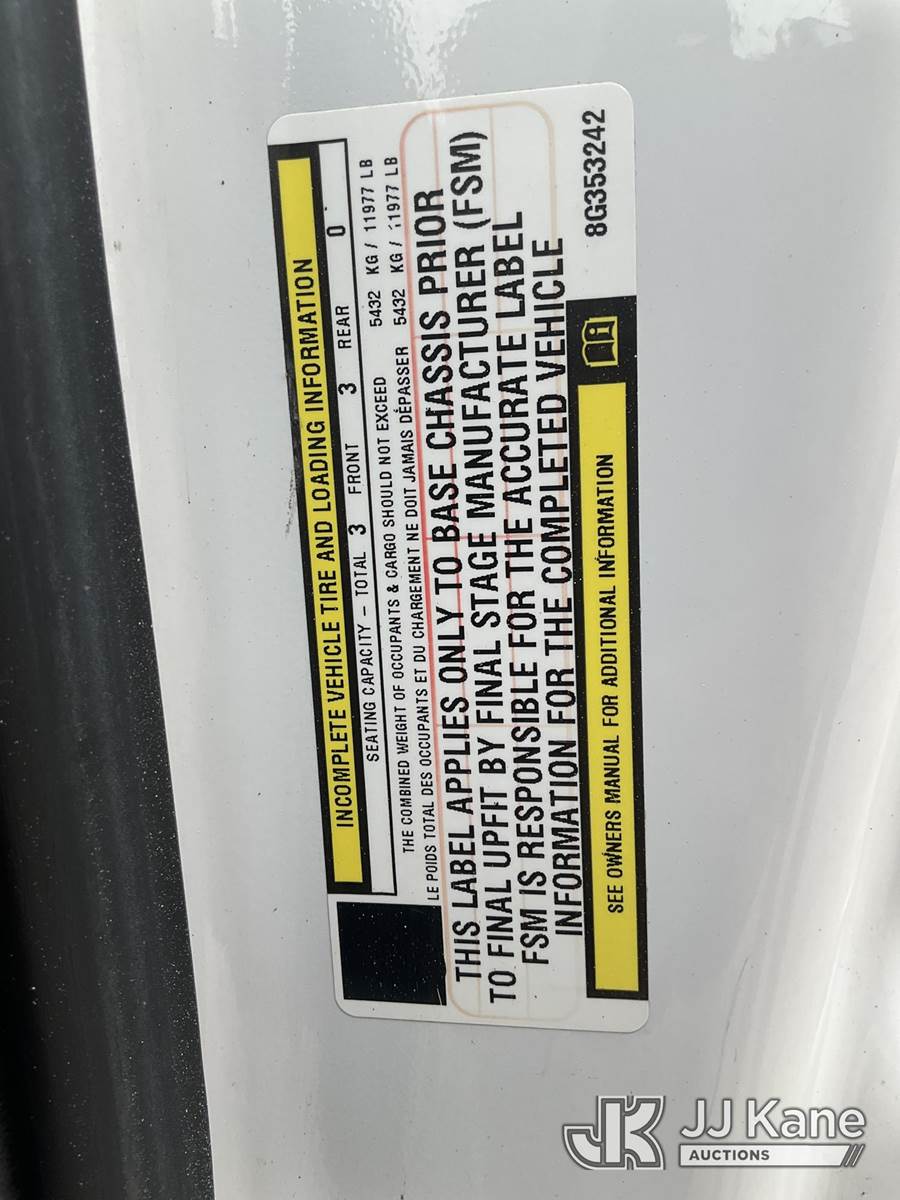 INCOMPLETE VEHICLE TIRE AND LOADING INFORMATION
SEATING CAPACITY - TOTAL 3 FRONT 3 REAR 0
THE COMBINED WEIGHT OF OCCUPANTS & CARGO SHOULD NOT EXCEED 5432 KG / 11977 LB
LE POIDS TOTAL DES OCCUPANTS ET DU CHARGEMENT NE DOIT JAMAIS DÉPASSER 5432 KG / 11977 LB
THIS LABEL APPLIES ONLY TO BASE CHASSIS PRIOR
TO FINAL UPFIT BY FINAL STAGE MANUFACTURER (FSM)
FSM IS RESPONSIBLE FOR THE ACCURATE LABEL
INFORMATION FOR THE COMPLETED VEHICLE
SEE OWNERS MANUAL FOR ADDITIONAL INFORMATION
8G353242
JK JJ Kane
AUCTIONS